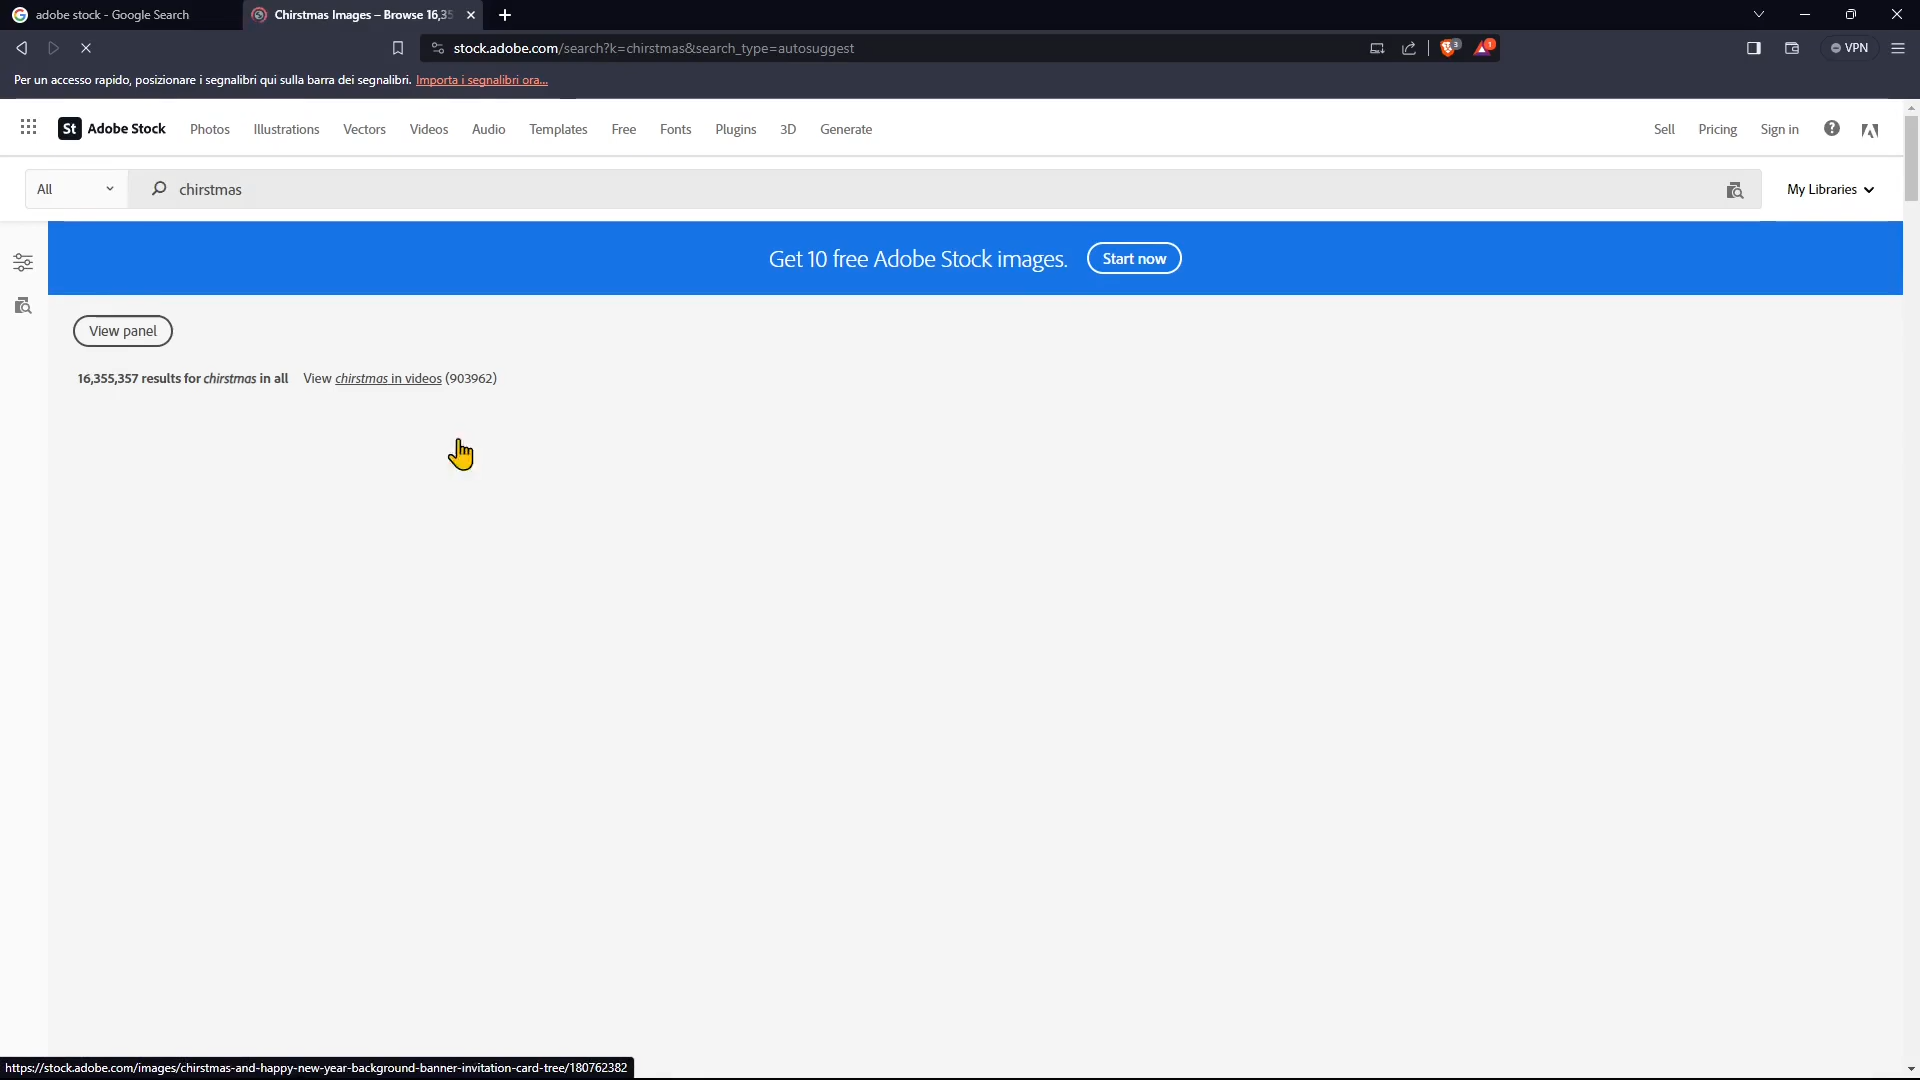 adobe stock - Google Search
Chirstmas Images – Browse 16,35
stock.adobe.com/search?k=chirstmas&search_type=autosuggest
3
1
VPN
Per un accesso rapido, posizionare i segnalibri qui sulla barra dei segnalibri. Importa i segnalibri ora...
St Adobe Stock Photos Illustrations Vectors Videos Audio Templates Free Fonts Plugins 3D Generate Sell Pricing Sign in
All chirstmas My Libraries
Get 10 free Adobe Stock images. Start now
View panel
16,355,357 results for chirstmas in all View chirstmas in videos (903962)
https://stock.adobe.com/images/chirstmas-and-happy-new-year-background-banner-invitation-card-tree/180762382